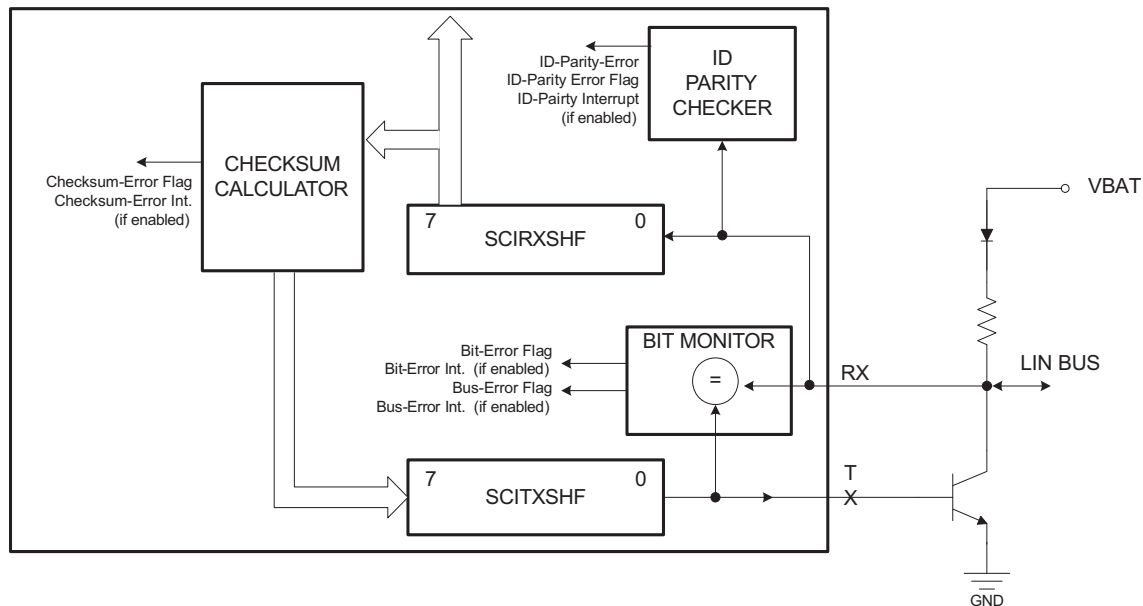 ID-Parity-Error
ID-Parity Error Flag
ID-Pairty Interrupt
(if enabled)
ID
PARITY
CHECKER
CHECKSUM
CALCULATOR
Checksum-Error Flag
Checksum-Error Int.
(if enabled)
7
SCIRXSHF
0
VBAT
Bit-Error Flag
Bit-Error Int. (if enabled)
Bus-Error Flag
Bus-Error Int. (if enabled)
BIT MONITOR
=
RX
LIN BUS
7
SCITXSHF
0
T
X
GND